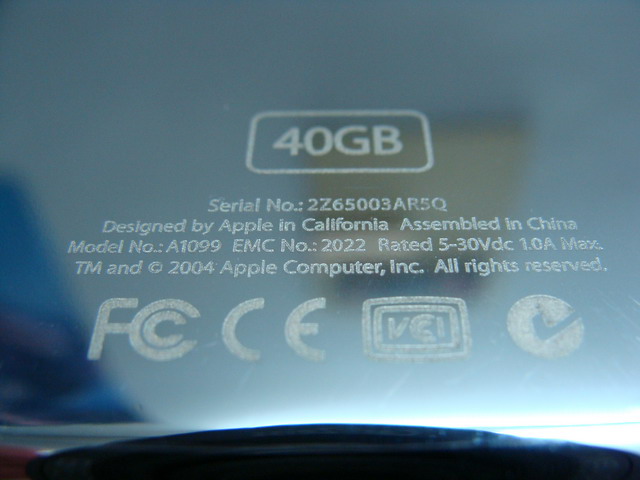 40GB
Serial No.: 2Z65003AR5Q
Designed by Apple in California Assembled in China
Model No.: A1099 EMC No.: 2022 Rated 5-30Vdc 1.0A Max.
TM and © 2004 Apple Computer, Inc. All rights reserved.
FC CE VCI